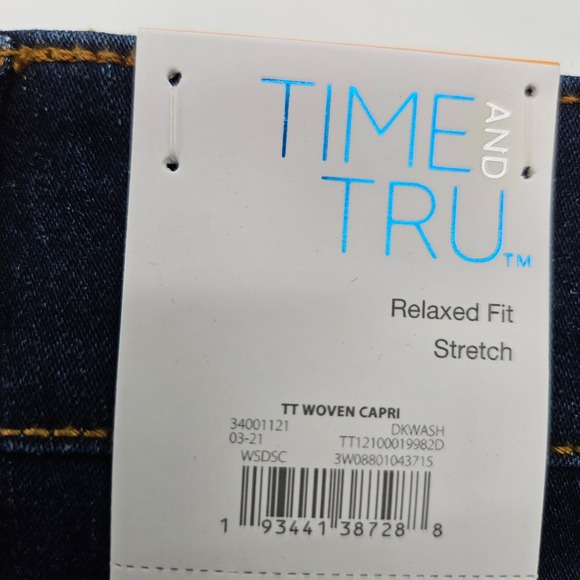 TIME AND
TRU™
Relaxed Fit
Stretch
TT WOVEN CAPRI
34001121 DKWASH
03-21 TT12100019982D
WSDSC 3W08801043715
1 93441 38728 8